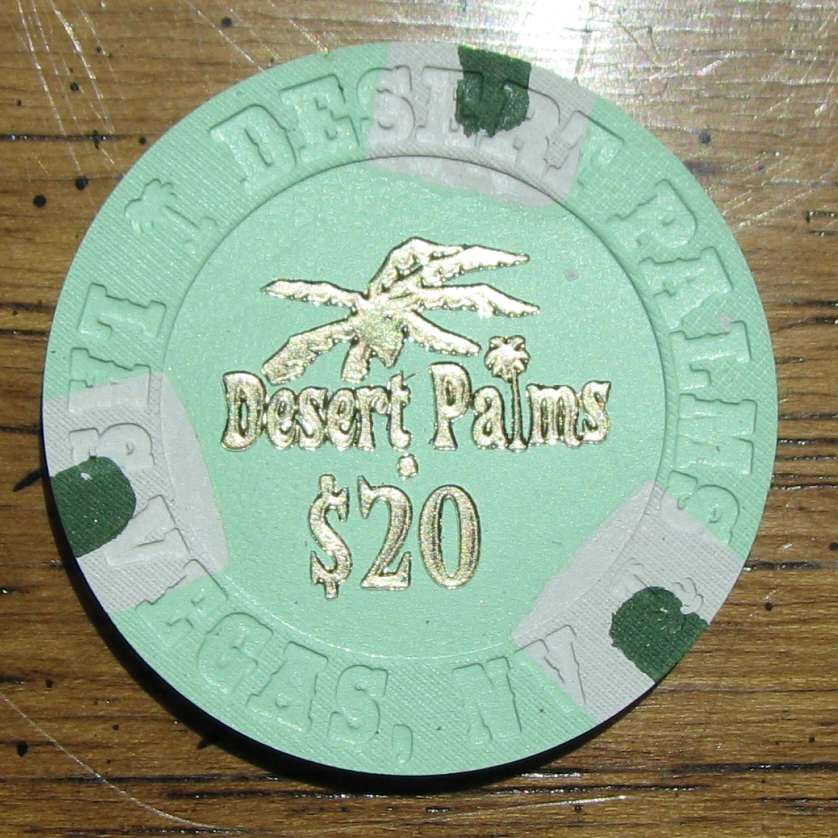 DESERT PALMS
LAS VEGAS, NV
Desert Palms
$20